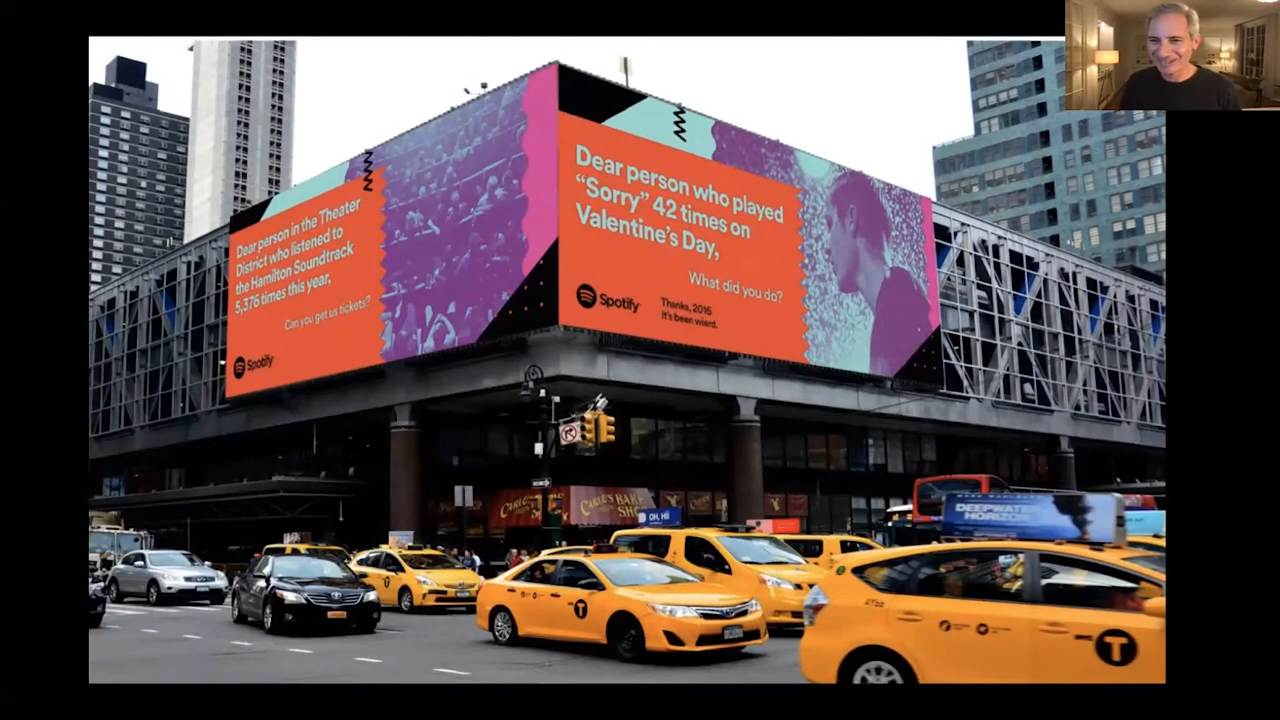 Dear person in the Theater
District who listened to
the Hamilton Soundtrack
5,376 times this year,
Can you get us tickets?
Spotify
Dear person who played
“Sorry” 42 times on
Valentine’s Day,
What did you do?
Spotify
Thanks, 2016
It’s been wierd.
CARLO'S BAKE
SHO
OH, HI
DEEPWATER
HORIZON
T
T
T